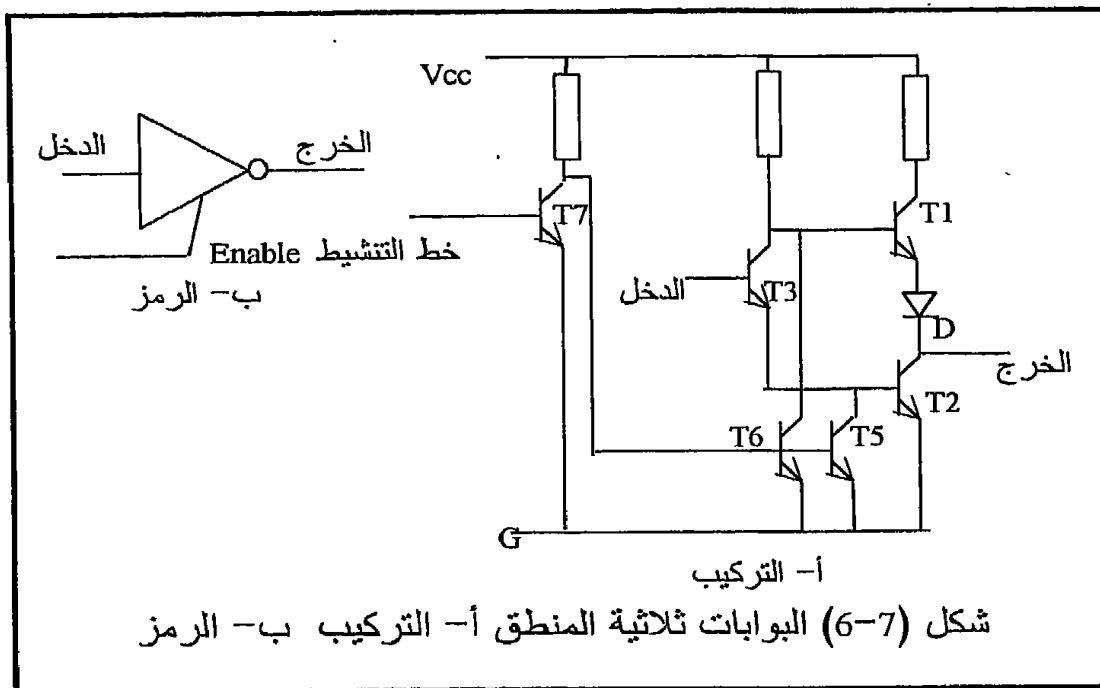 Vcc
الدخل
الخرج
T7
T1
خط التنشيط Enable
ب- الرمز
الدخل
T3
D
الخرج
T2
T6
T5
G
أ- التركيب
شكل (7-6) البوابات ثلاثية المنطق أ- التركيب ب- الرمز